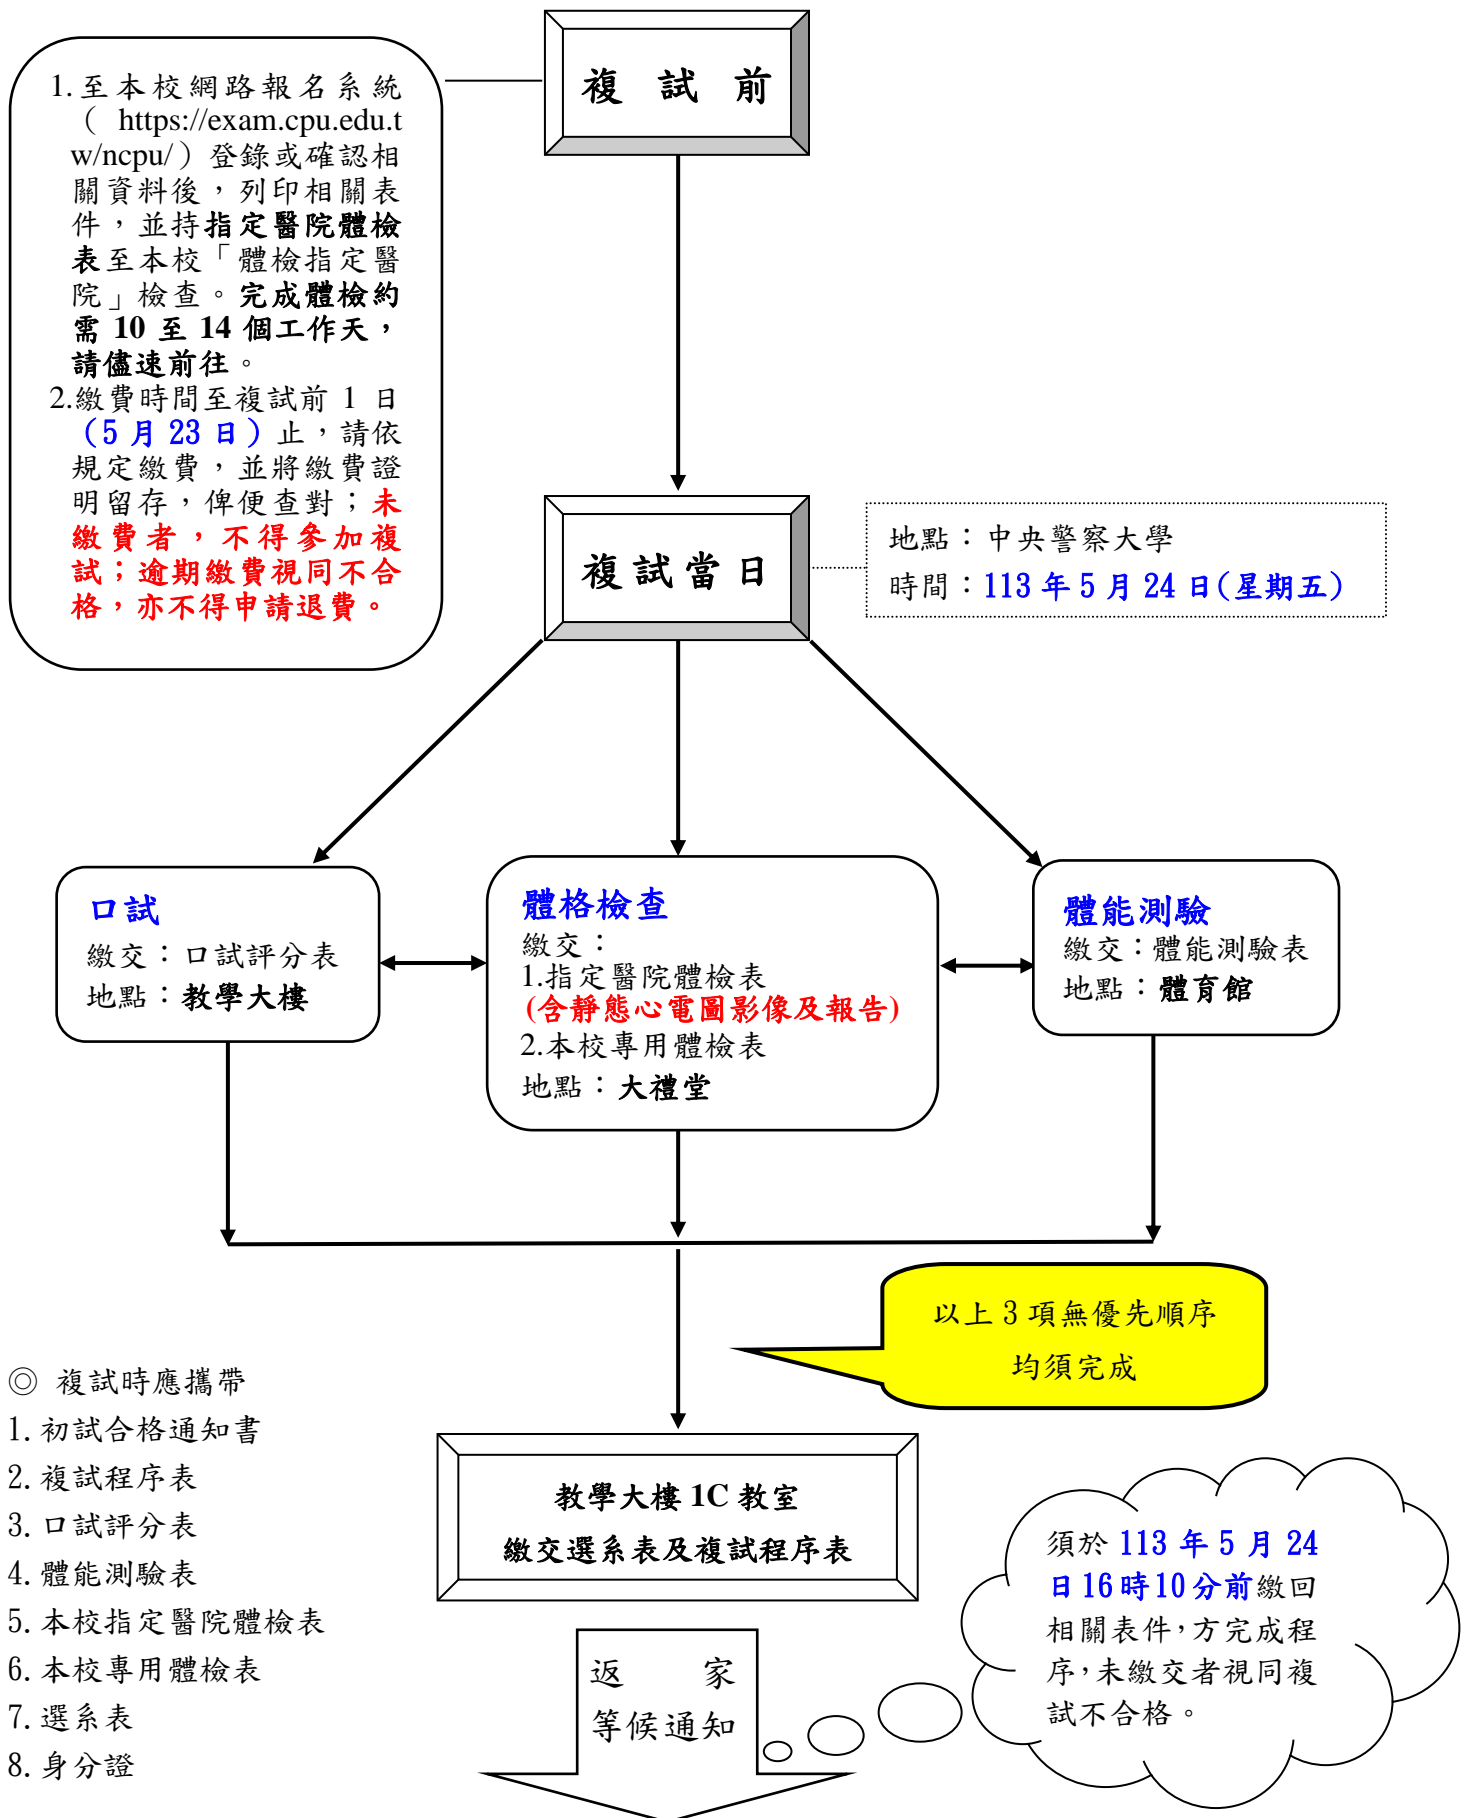 複 試 前
1.至本校網路報名系統
（ https://exam.cpu.edu.t
w/ncpu/）登錄或確認相
關資料後，列印相關表
件，並持指定醫院體檢
表至本校「體檢指定醫
院」檢查。完成體檢約
需 10 至 14 個工作天，
請儘速前往。
2.繳費時間至複試前 1 日
（5 月 23 日）止，請依
規定繳費，並將繳費證
明留存，俾便查對；未
繳費者，不得參加複
試；逾期繳費視同不合
格，亦不得申請退費。
複試當日
地點：中央警察大學
時間：113 年 5 月 24 日(星期五)
口試
繳交：口試評分表
地點：教學大樓
體格檢查
繳交：
1.指定醫院體檢表
(含靜態心電圖影像及報告)
2.本校專用體檢表
地點：大禮堂
體能測驗
繳交：體能測驗表
地點：體育館
以上 3 項無優先順序
均須完成
教學大樓 1C 教室
繳交選系表及複試程序表
返 家
等候通知
須於 113 年 5 月 24
日16時10分前繳回
相關表件，方完成程
序，未繳交者視同複
試不合格。
◎ 複試時應攜帶
1.初試合格通知書
2.複試程序表
3.口試評分表
4.體能測驗表
5.本校指定醫院體檢表
6.本校專用體檢表
7.選系表
8.身分證